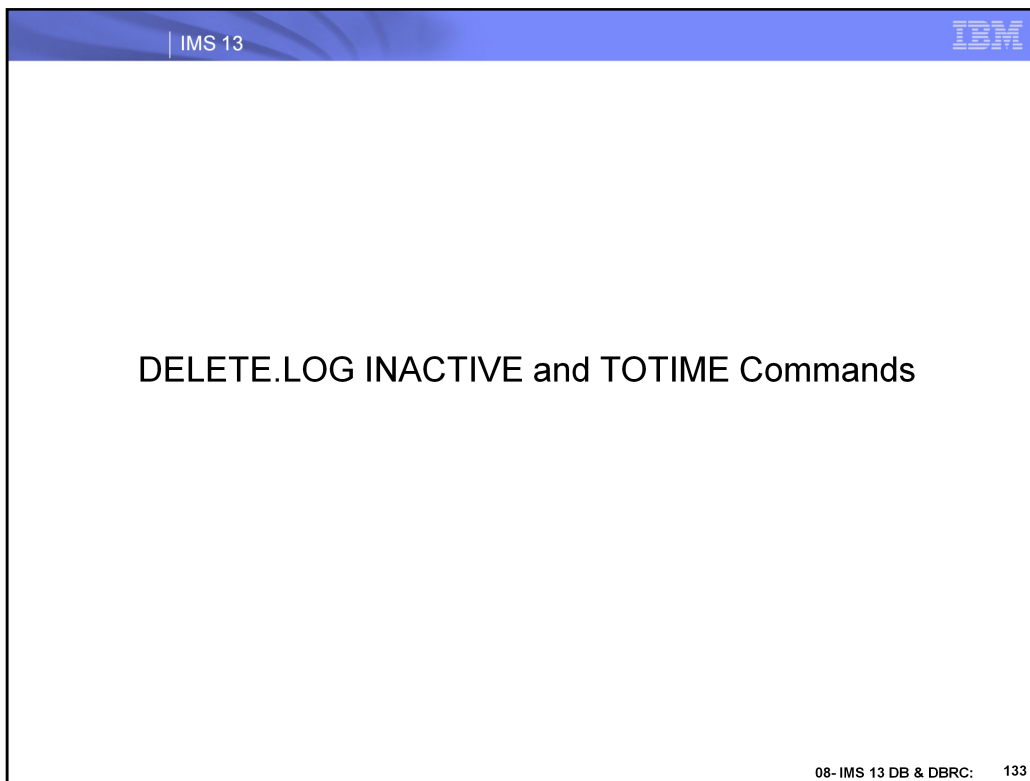 IMS 13
IBM
DELETE.LOG INACTIVE and TOTIME Commands
08- IMS 13 DB & DBRC: 133